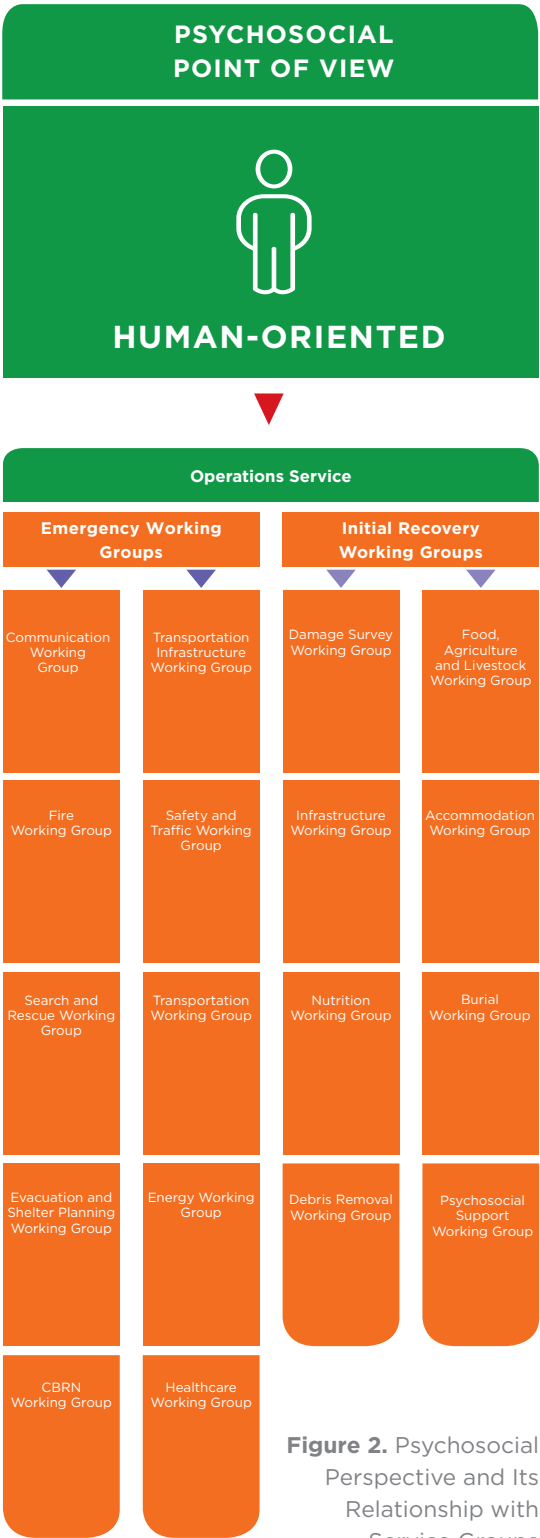 PSYCHOSOCIAL
POINT OF VIEW
HUMAN-ORIENTED
Operations Service
Emergency Working
Groups
Initial Recovery
Working Groups
Communication
Working
Group
Transportation
Infrastructure
Working Group
Damage Survey
Working Group
Food,
Agriculture
and Livestock
Working Group
Fire
Working Group
Safety and
Traffic Working
Group
Infrastructure
Working Group
Accommodation
Working Group
Search and
Rescue Working
Group
Transportation
Working Group
Nutrition
Working Group
Burial
Working Group
Evacuation and
Shelter Planning
Working Group
Energy Working
Group
Debris Removal
Working Group
Psychosocial
Support
Working Group
CBRN
Working Group
Healthcare
Working Group
Figure 2. Psychosocial
Perspective and Its
Relationship with
Service Groups